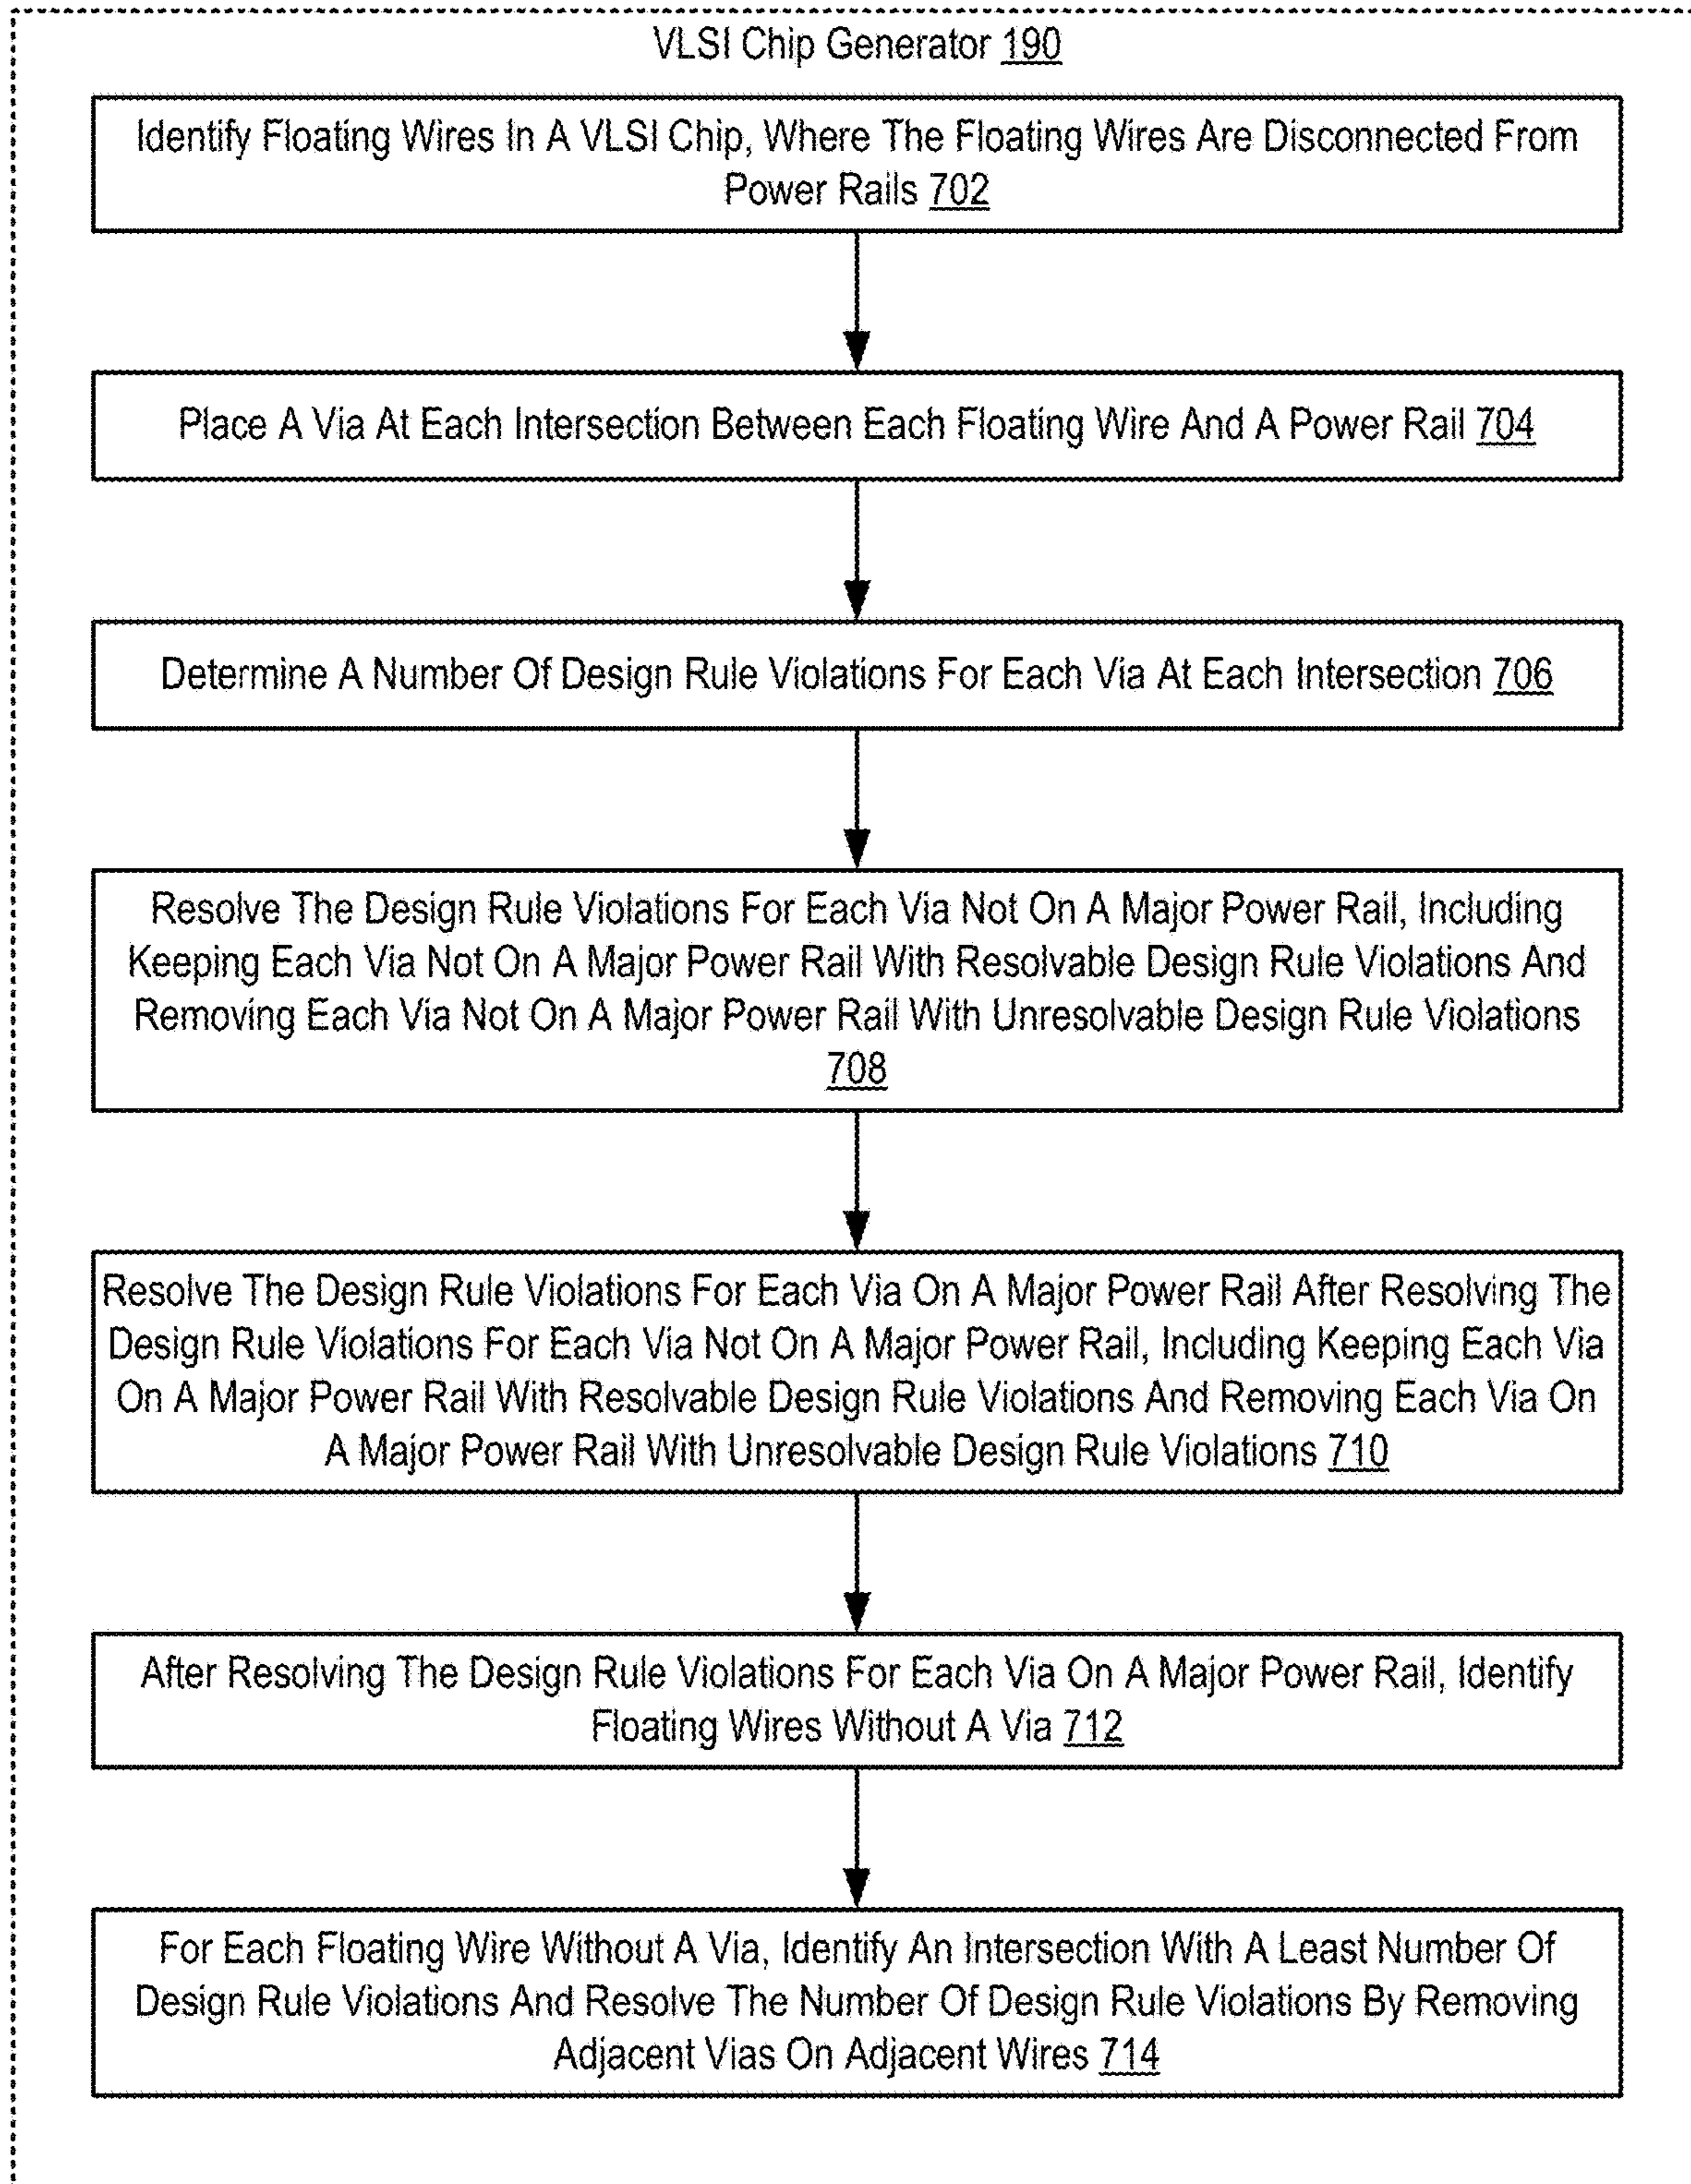 VLSI Chip Generator 190
Identify Floating Wires In A VLSI Chip, Where The Floating Wires Are Disconnected From
Power Rails 702
Place A Via At Each Intersection Between Each Floating Wire And A Power Rail 704
Determine A Number Of Design Rule Violations For Each Via At Each Intersection 706
Resolve The Design Rule Violations For Each Via Not On A Major Power Rail, Including
Keeping Each Via Not On A Major Power Rail With Resolvable Design Rule Violations And
Removing Each Via Not On A Major Power Rail With Unresolvable Design Rule Violations
708
Resolve The Design Rule Violations For Each Via On A Major Power Rail After Resolving The
Design Rule Violations For Each Via Not On A Major Power Rail, Including Keeping Each Via
On A Major Power Rail With Resolvable Design Rule Violations And Removing Each Via On
A Major Power Rail With Unresolvable Design Rule Violations 710
After Resolving The Design Rule Violations For Each Via On A Major Power Rail, Identify
Floating Wires Without A Via 712
For Each Floating Wire Without A Via, Identify An Intersection With A Least Number Of
Design Rule Violations And Resolve The Number Of Design Rule Violations By Removing
Adjacent Vias On Adjacent Wires 714